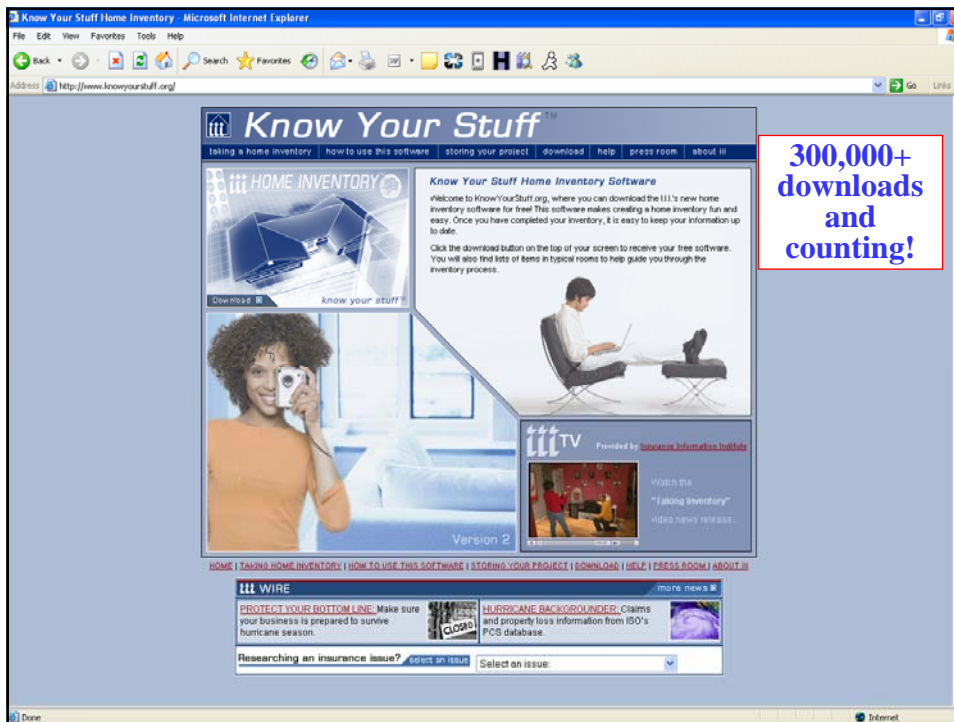 Know Your Stuff Home Inventory - Microsoft Internet Explorer
File Edit View Favorites Tools Help
Back Search Favorites
Address http://www.knowyourstuff.org/ Go Links
iii Know Your Stuff™
taking a home inventory how to use this software storing your project download help press room about iii
300,000+
downloads
and
counting!
iii HOME INVENTORY
Download
know your stuff™
Know Your Stuff Home Inventory Software
Welcome to KnowYourStuff.org, where you can download the I.I.I.'s new home
inventory software for free! This software makes creating a home inventory fun and
easy. Once you have completed your inventory, it is easy to keep your information up
to date.
Click the download button on the top of your screen to receive your free software.
You will also find lists of items in typical rooms to help guide you through the
inventory process.
Version 2
iii TV Provided by Insurance Information Institute
Watch the
"Taking Inventory"
video news release...
HOME | TAKING HOME INVENTORY | HOW TO USE THIS SOFTWARE | STORING YOUR PROJECT | DOWNLOAD | HELP | PRESS ROOM | ABOUT III
iii WIRE more news
PROTECT YOUR BOTTOM LINE: Make sure
your business is prepared to survive
hurricane season.
CLOSED
HURRICANE BACKGROUNDER: Claims
and property loss information from ISO's
PCS database.
Researching an insurance issue? select an issue Select an issue:
Done Internet